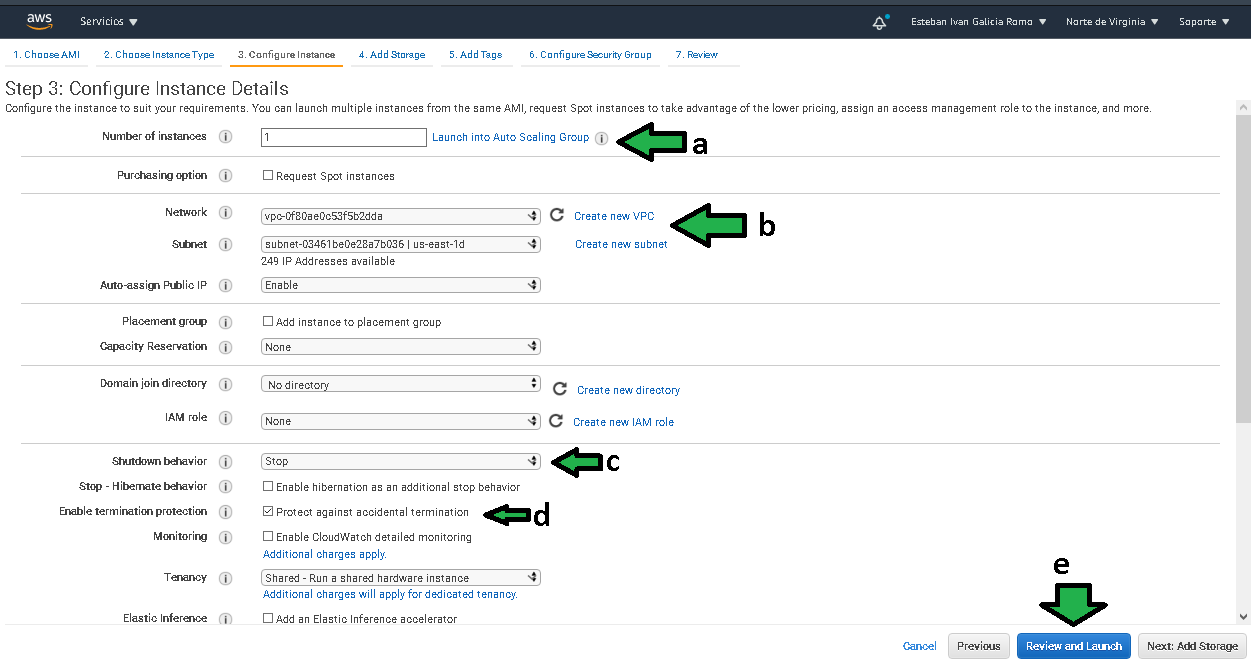 aws Servicios Esteban Ivan Galicia Romo Norte de Virginia Soporte
1. Choose AMI 2. Choose Instance Type 3. Configure Instance 4. Add Storage 5. Add Tags 6. Configure Security Group 7. Review
Step 3: Configure Instance Details
Configure the instance to suit your requirements. You can launch multiple instances from the same AMI, request Spot instances to take advantage of the lower pricing, assign an access management role to the instance, and more.
Number of instances i 1 Launch into Auto Scaling Group i a
Purchasing option i Request Spot instances
Network i vpc-0f80ae0c53f5b2dda Create new VPC b
Subnet i subnet-03461be0e28a7b036 | us-east-1d Create new subnet
249 IP Addresses available
Auto-assign Public IP i Enable
Placement group i Add instance to placement group
Capacity Reservation i None
Domain join directory i No directory Create new directory
IAM role i None Create new IAM role
Shutdown behavior i Stop c
Stop - Hibernate behavior i Enable hibernation as an additional stop behavior
Enable termination protection i Protect against accidental termination d
Monitoring i Enable CloudWatch detailed monitoring
Additional charges apply.
Tenancy i Shared - Run a shared hardware instance
Additional charges will apply for dedicated tenancy.
Elastic Inference i Add an Elastic Inference accelerator
e
Cancel Previous Review and Launch Next: Add Storage